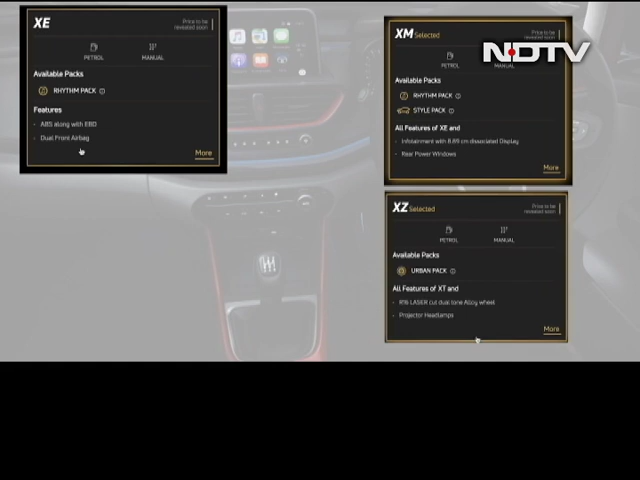 XE
Price to be
revealed soon
PETROL
MANUAL
Available Packs
RHYTHM PACK
Features
ABS along with EBD
Dual Front Airbag
More
XM Selected
Price to be
revealed soon
NDTV
PETROL
MANUAL
Available Packs
RHYTHM PACK
STYLE PACK
All Features of XE and
Infotainment with 8.89 cm dissociated Display
Rear Power Windows
More
XZ Selected
Price to be
revealed soon
PETROL
MANUAL
Available Packs
URBAN PACK
All Features of XT and
R16 LASER cut dual tone Alloy wheel
Projector Headlamps
More